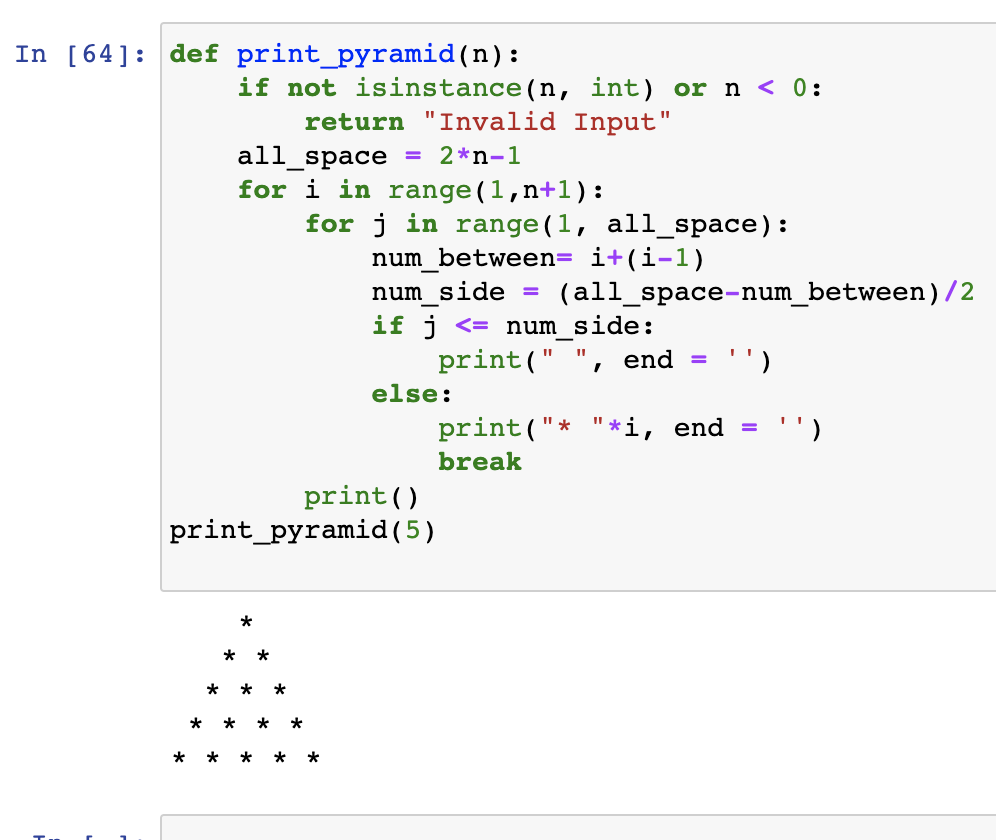 In [64]: def print_pyramid(n):
    if not isinstance(n, int) or n < 0:
        return "Invalid Input"
    all_space = 2*n-1
    for i in range(1,n+1):
        for j in range(1, all_space):
            num_between= i+(i-1)
            num_side = (all_space-num_between)/2
            if j <= num_side:
                print(" ", end = '')
            else:
                print("* "*i, end = '')
                break
        print()
print_pyramid(5)
    *
   * *
  * * *
 * * * *
* * * * *
In [ ]: